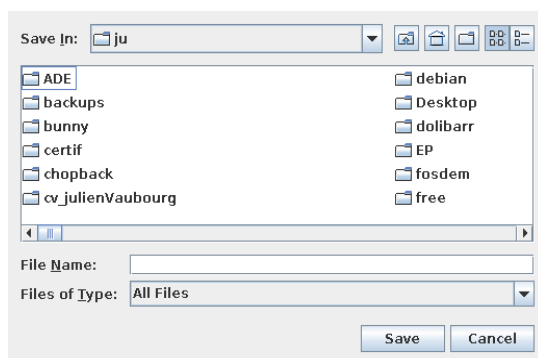 Save In: ju
ADE debian
backups Desktop
bunny dolibarr
certif EP
chopback fosdem
cv_julienVaubourg free
File Name:
Files of Type: All Files
Save Cancel